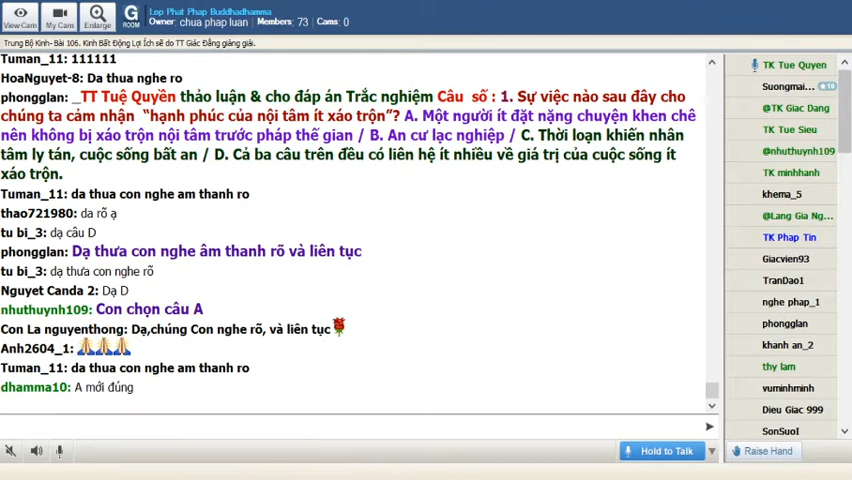 View Cam
My Cams
Enlarge
G
ROOM
Lop Phat Phap Buddhadhamma
Owner: chua phap luan Members: 73 Cams: 0
Trung Bộ Kinh- Bài 106. Kinh Bất Động Lợi Ích sẽ do TT Giác Đẳng giảng giải.
Tuman_11: 111111
HoaNguyet-8: Da thua nghe ro
phongglan: _TT Tuệ Quyền thảo luận & cho đáp án Trắc nghiệm Câu số : 1. Sự việc nào sau đây cho
chúng ta cảm nhận “hạnh phúc của nội tâm ít xáo trộn”? A. Một người ít đặt nặng chuyện khen chê
nên không bị xáo trộn nội tâm trước pháp thế gian / B. An cư lạc nghiệp / C. Thời loạn khiến nhân
tâm ly tán, cuộc sống bất an / D. Cả ba câu trên đều có liên hệ ít nhiều về giá trị của cuộc sống ít
xáo trộn.
Tuman_11: da thua con nghe am thanh ro
thao721980: da rõ ạ
tu bi_3: dạ câu D
phongglan: Dạ thưa con nghe âm thanh rõ và liên tục
tu bi_3: dạ thưa con nghe rõ
Nguyet Canda 2: Dạ D
nhuthuynh109: Con chọn câu A
Con La nguyenthong: Dạ,chúng Con nghe rõ, và liên tục
Anh2604_1:
Tuman_11: da thua con nghe am thanh ro
dhamma10: A mới đúng
TK Tue Quyen
Suongmai...
+10
@TK Giac Dang
TK Tue Sieu
@nhuthuynh109
TK minhhanh
khema_5
@Lang Gia Ng...
TK Phap Tin
Giacvien93
TranDao1
nghe phap_1
phongglan
khanh an_2
thy lam
vuminhminh
Dieu Giac 999
SonSuoI
Hold to Talk
Raise Hand